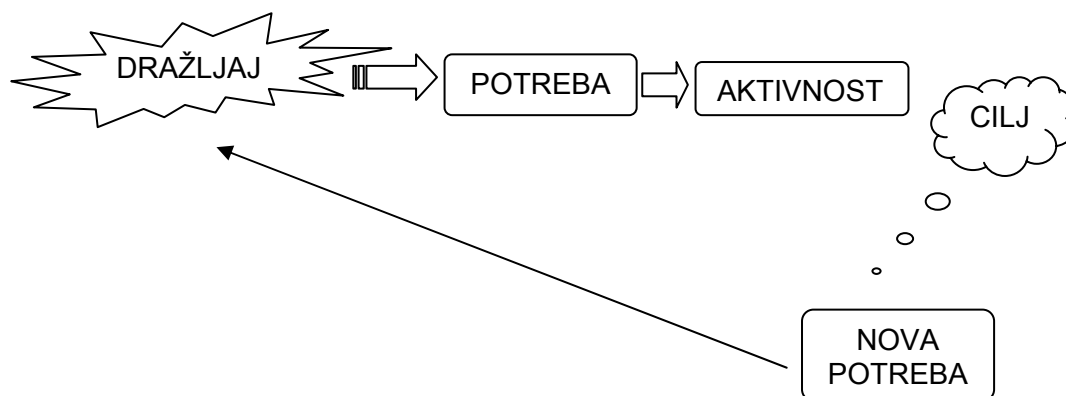 DRAŽLJAJ
POTREBA
AKTIVNOST
CILJ
NOVA
POTREBA